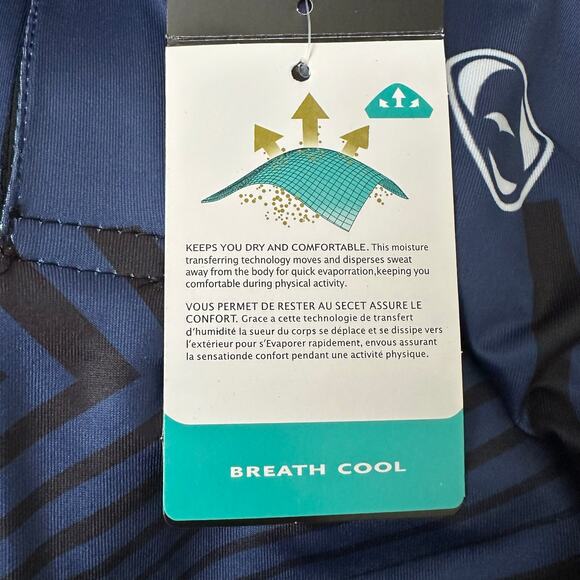 KEEPS YOU DRY AND COMFORTABLE. This moisture
transferring technology moves and disperses sweat
away from the body for quick evaporration,keeping you
comfortable during physical activity.
VOUS PERMET DE RESTER AU SECET ASSURE LE
CONFORT. Grace a cette technologie de transfert
d'humidité la sueur du corps se déplace et se dissipe vers
l'extérieur pour s'Evaporer rapidement, envous assurant
la sensationde confort pendant une activité physique.
BREATH COOL